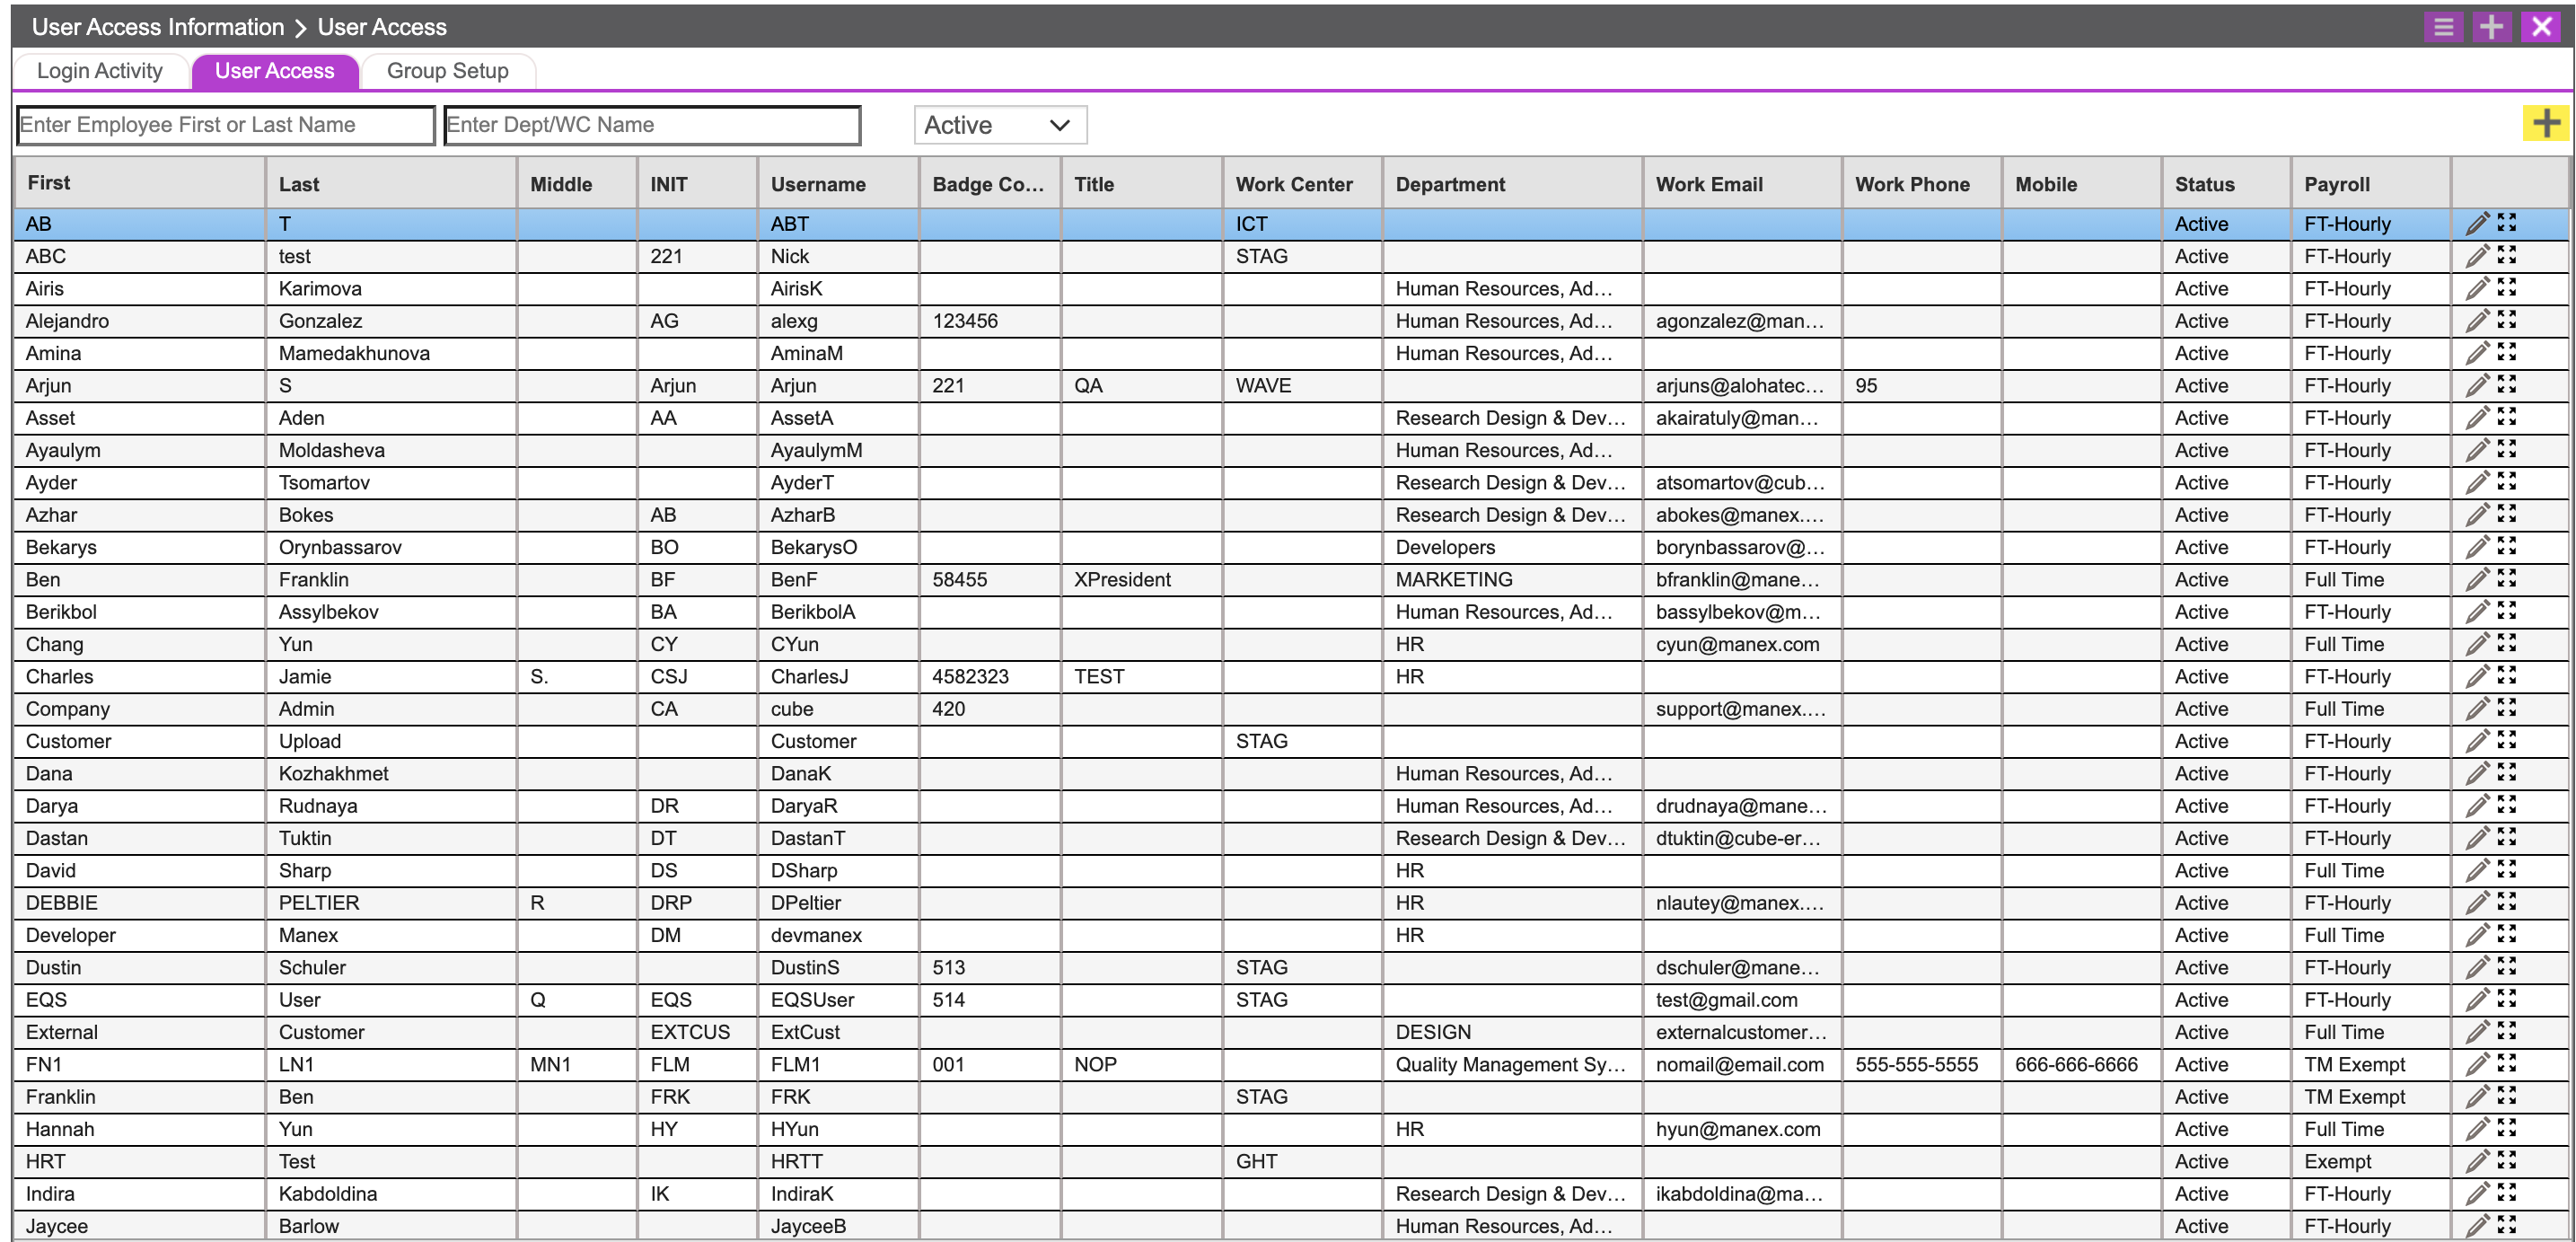 User Access Information > User Access
Login Activity User Access Group Setup
Enter Employee First or Last Name Enter Dept/WC Name Active
First Last Middle INIT Username Badge Co... Title Work Center Department Work Email Work Phone Mobile Status Payroll
AB T ABT ICT Active FT-Hourly
ABC test 221 Nick STAG Active FT-Hourly
Airis Karimova AirisK Human Resources, Ad... Active FT-Hourly
Alejandro Gonzalez AG alexg 123456 Human Resources, Ad... agonzalez@man... Active FT-Hourly
Amina Mamedakhunova AminaM Human Resources, Ad... Active FT-Hourly
Arjun S Arjun Arjun 221 QA WAVE arjuns@alohatec... 95 Active FT-Hourly
Asset Aden AA AssetA Research Design & Dev... akairatuly@man... Active FT-Hourly
Ayaulym Moldasheva AyaulymM Human Resources, Ad... Active FT-Hourly
Ayder Tsomartov AyderT Research Design & Dev... atsomartov@cub... Active FT-Hourly
Azhar Bokes AB AzharB Research Design & Dev... abokes@manex.... Active FT-Hourly
Bekarys Orynbassarov BO BekarysO Developers borynbassarov@... Active FT-Hourly
Ben Franklin BF BenF 58455 XPresident MARKETING bfranklin@mane... Active Full Time
Berikbol Assylbekov BA BerikbolA Human Resources, Ad... bassylbekov@m... Active FT-Hourly
Chang Yun CY CYun HR cyun@manex.com Active Full Time
Charles Jamie S. CSJ CharlesJ 4582323 TEST HR Active FT-Hourly
Company Admin CA cube 420 support@manex.... Active Full Time
Customer Upload Customer STAG Active FT-Hourly
Dana Kozhakhmet DanaK Human Resources, Ad... Active FT-Hourly
Darya Rudnaya DR DaryaR Human Resources, Ad... drudnaya@mane... Active FT-Hourly
Dastan Tuktin DT DastanT Research Design & Dev... dtuktin@cube-er... Active FT-Hourly
David Sharp DS DSharp HR Active Full Time
DEBBIE PELTIER R DRP DPeltier HR nlautey@manex.... Active FT-Hourly
Developer Manex DM devmanex HR Active Full Time
Dustin Schuler DustinS 513 STAG dschuler@mane... Active FT-Hourly
EQS User Q EQS EQSUser 514 STAG test@gmail.com Active FT-Hourly
External Customer EXTCUS ExtCust DESIGN externalcustomer... Active Full Time
FN1 LN1 MN1 FLM FLM1 001 NOP Quality Management Sy... nomail@email.com 555-555-5555 666-666-6666 Active TM Exempt
Franklin Ben FRK FRK STAG Active TM Exempt
Hannah Yun HY HYun HR hyun@manex.com Active Full Time
HRT Test HRTT GHT Active Exempt
Indira Kabdoldina IK IndiraK Research Design & Dev... ikabdoldina@ma... Active FT-Hourly
Jaycee Barlow JayceeB Human Resources, Ad... Active FT-Hourly